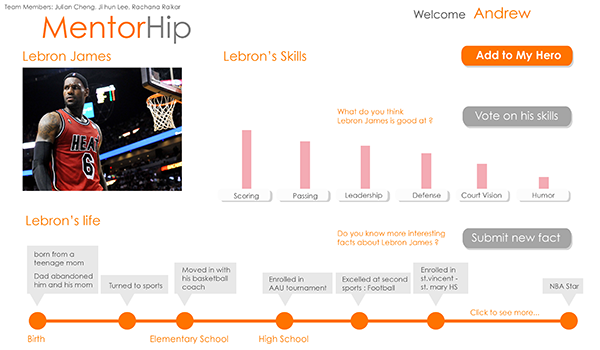 Team Members: Julian Cheng, Ji hun Lee, Rachana Raikar
MentorHip
Welcome Andrew
Lebron James
Lebron's Skills
Add to My Hero
What do you think
Lebron James is good at ?
Vote on his skills
HEAT
6
Scoring
Passing
Leadership
Defense
Court Vision
Humor
Lebron's life
Do you know more interesting
facts about Lebron James ?
Submit new fact
born from a
teenage mom
Dad abandoned
him and his mom
Turned to sports
Moved in with
his basketball
coach
Enrolled in
AAU tournament
Excelled at second
sports : Football
Enrolled in
st.vincent -
st. mary HS
NBA Star
Click to see more...
Birth
Elementary School
High School